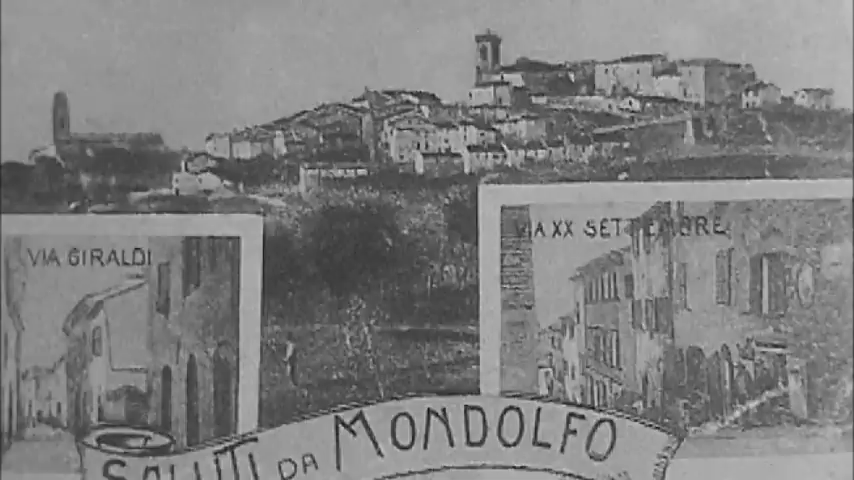 VIA GIRALDI
VIA XX SETTEMBRE
SALUTI DA MONDOLFO